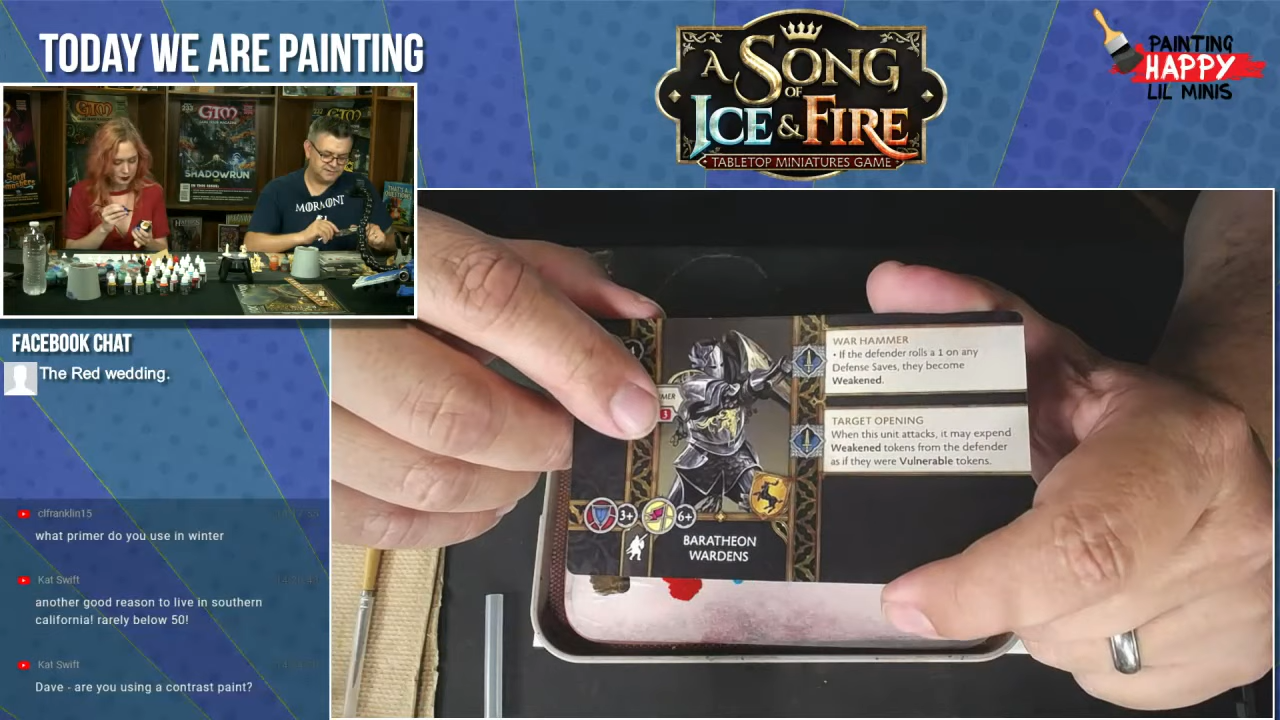 TODAY WE ARE PAINTING
A SONG
OF
ICE & FIRE
TABLETOP MINIATURES GAME
PAINTING
HAPPY
LIL MINIS
GTM
SHADOWRUN
MORMONT
FACEBOOK CHAT
The Red wedding.
clfranklin15
what primer do you use in winter
Kat Swift
another good reason to live in southern
california! rarely below 50!
Kat Swift
Dave - are you using a contrast paint?
3
3+
6+
BARATHEON
WARDENS
WAR HAMMER
• If the defender rolls a 1 on any
Defense Saves, they become
Weakened.
TARGET OPENING
When this unit attacks, it may expend
Weakened tokens from the defender
as if they were Vulnerable tokens.